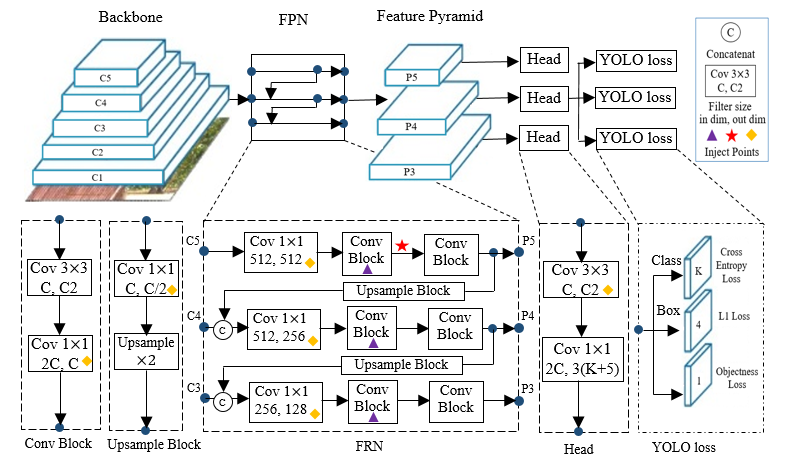 Backbone
FPN
Feature Pyramid
C5
C4
C3
C2
C1
P5
P4
P3
Head
Head
Head
YOLO loss
YOLO loss
YOLO loss
C
Concatenat
Cov 3×3
C, C2
Filter size
in dim, out dim
Inject Points
Cov 3×3
C, C2
Cov 1×1
2C, C
Conv Block
Cov 1×1
C, C/2
Upsample
×2
Upsample Block
C5
Cov 1×1
512, 512
Conv
Block
Conv
Block
P5
Upsample Block
C4
C
Cov 1×1
512, 256
Conv
Block
Conv
Block
P4
Upsample Block
C3
C
Cov 1×1
256, 128
Conv
Block
Conv
Block
P3
FRN
Cov 3×3
C, C2
Cov 1×1
2C, 3(K+5)
Head
Class
K
Cross
Entropy
Loss
Box
4
L1 Loss
1
Objectness
Loss
YOLO loss